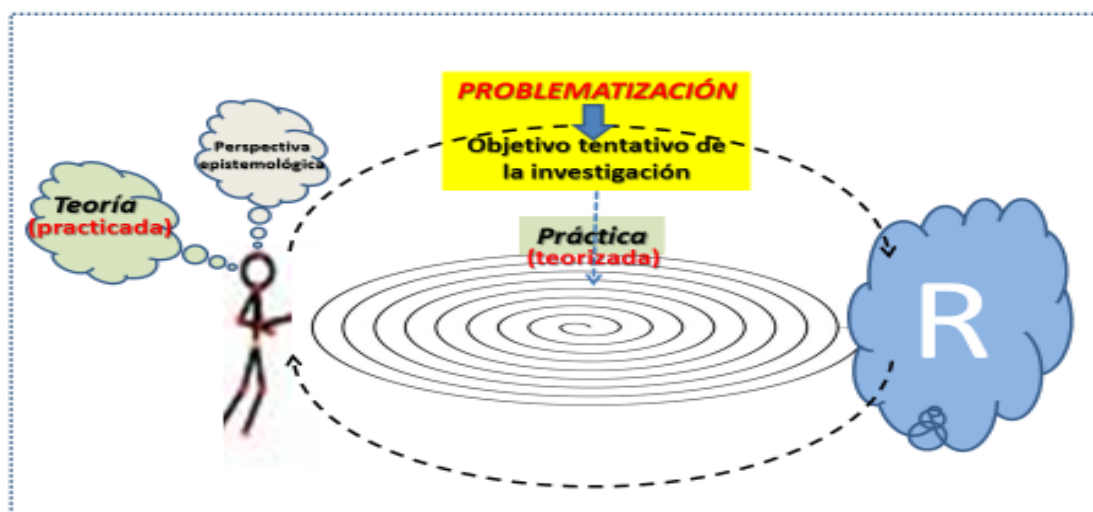 PROBLEMATIZACIÓN
Objetivo tentativo de
la investigación
Perspectiva
epistemológica
Teoría
(practicada)
Práctica
(teorizada)
R